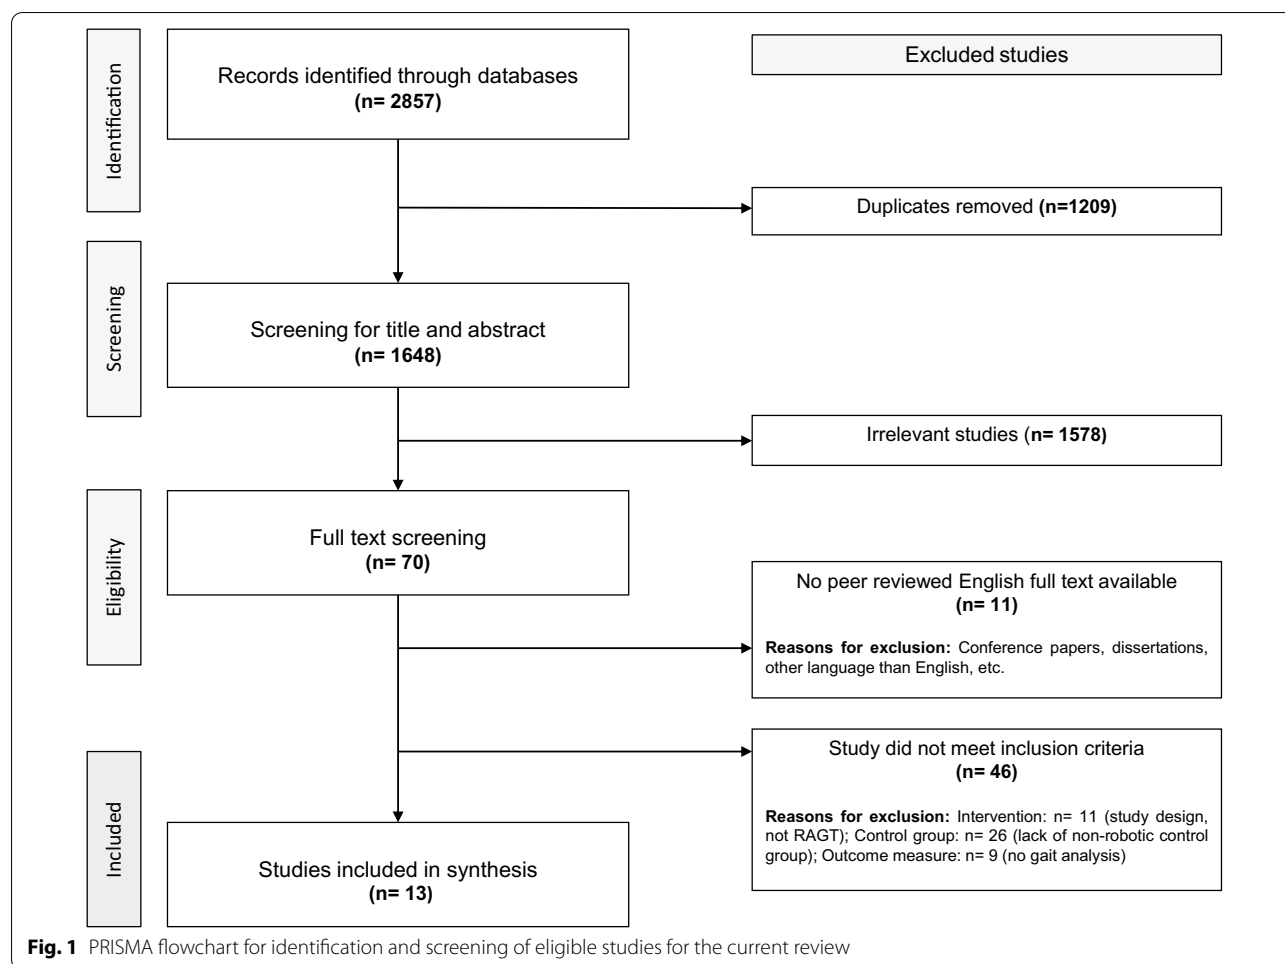 Identification
Records identified through databases
(n= 2857)
Excluded studies
Duplicates removed (n=1209)
Screening
Screening for title and abstract
(n= 1648)
Irrelevant studies (n= 1578)
Eligibility
Full text screening
(n= 70)
No peer reviewed English full text available
(n= 11)
Reasons for exclusion: Conference papers, dissertations,
other language than English, etc.
Included
Study did not meet inclusion criteria
(n= 46)
Reasons for exclusion: Intervention: n= 11 (study design,
not RAGT); Control group: n= 26 (lack of non-robotic control
group); Outcome measure: n= 9 (no gait analysis)
Studies included in synthesis
(n= 13)
Fig. 1 PRISMA flowchart for identification and screening of eligible studies for the current review